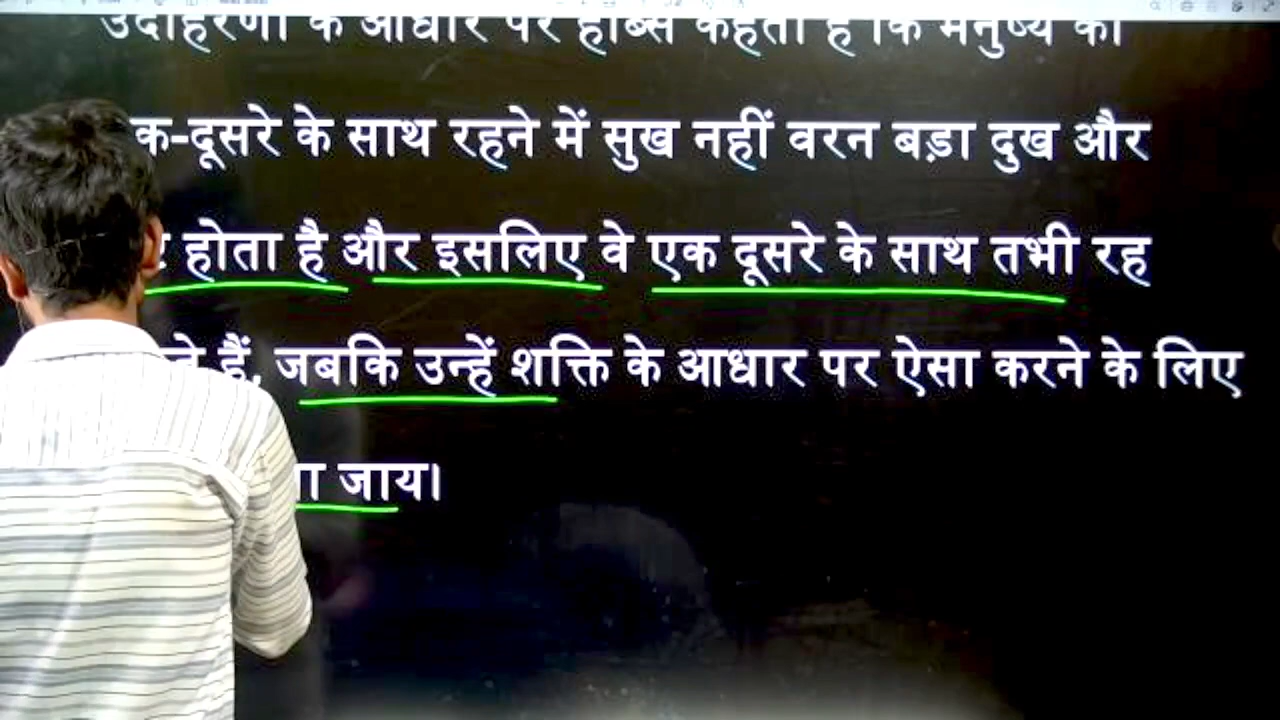 उदाहरणों के आधार पर हॉब्स कहता है कि मनुष्य को
क-दूसरे के साथ रहने में सुख नहीं वरन बड़ा दुख और
होता है और इसलिए वे एक दूसरे के साथ तभी रह
हैं, जबकि उन्हें शक्ति के आधार पर ऐसा करने के लिए
जाय।